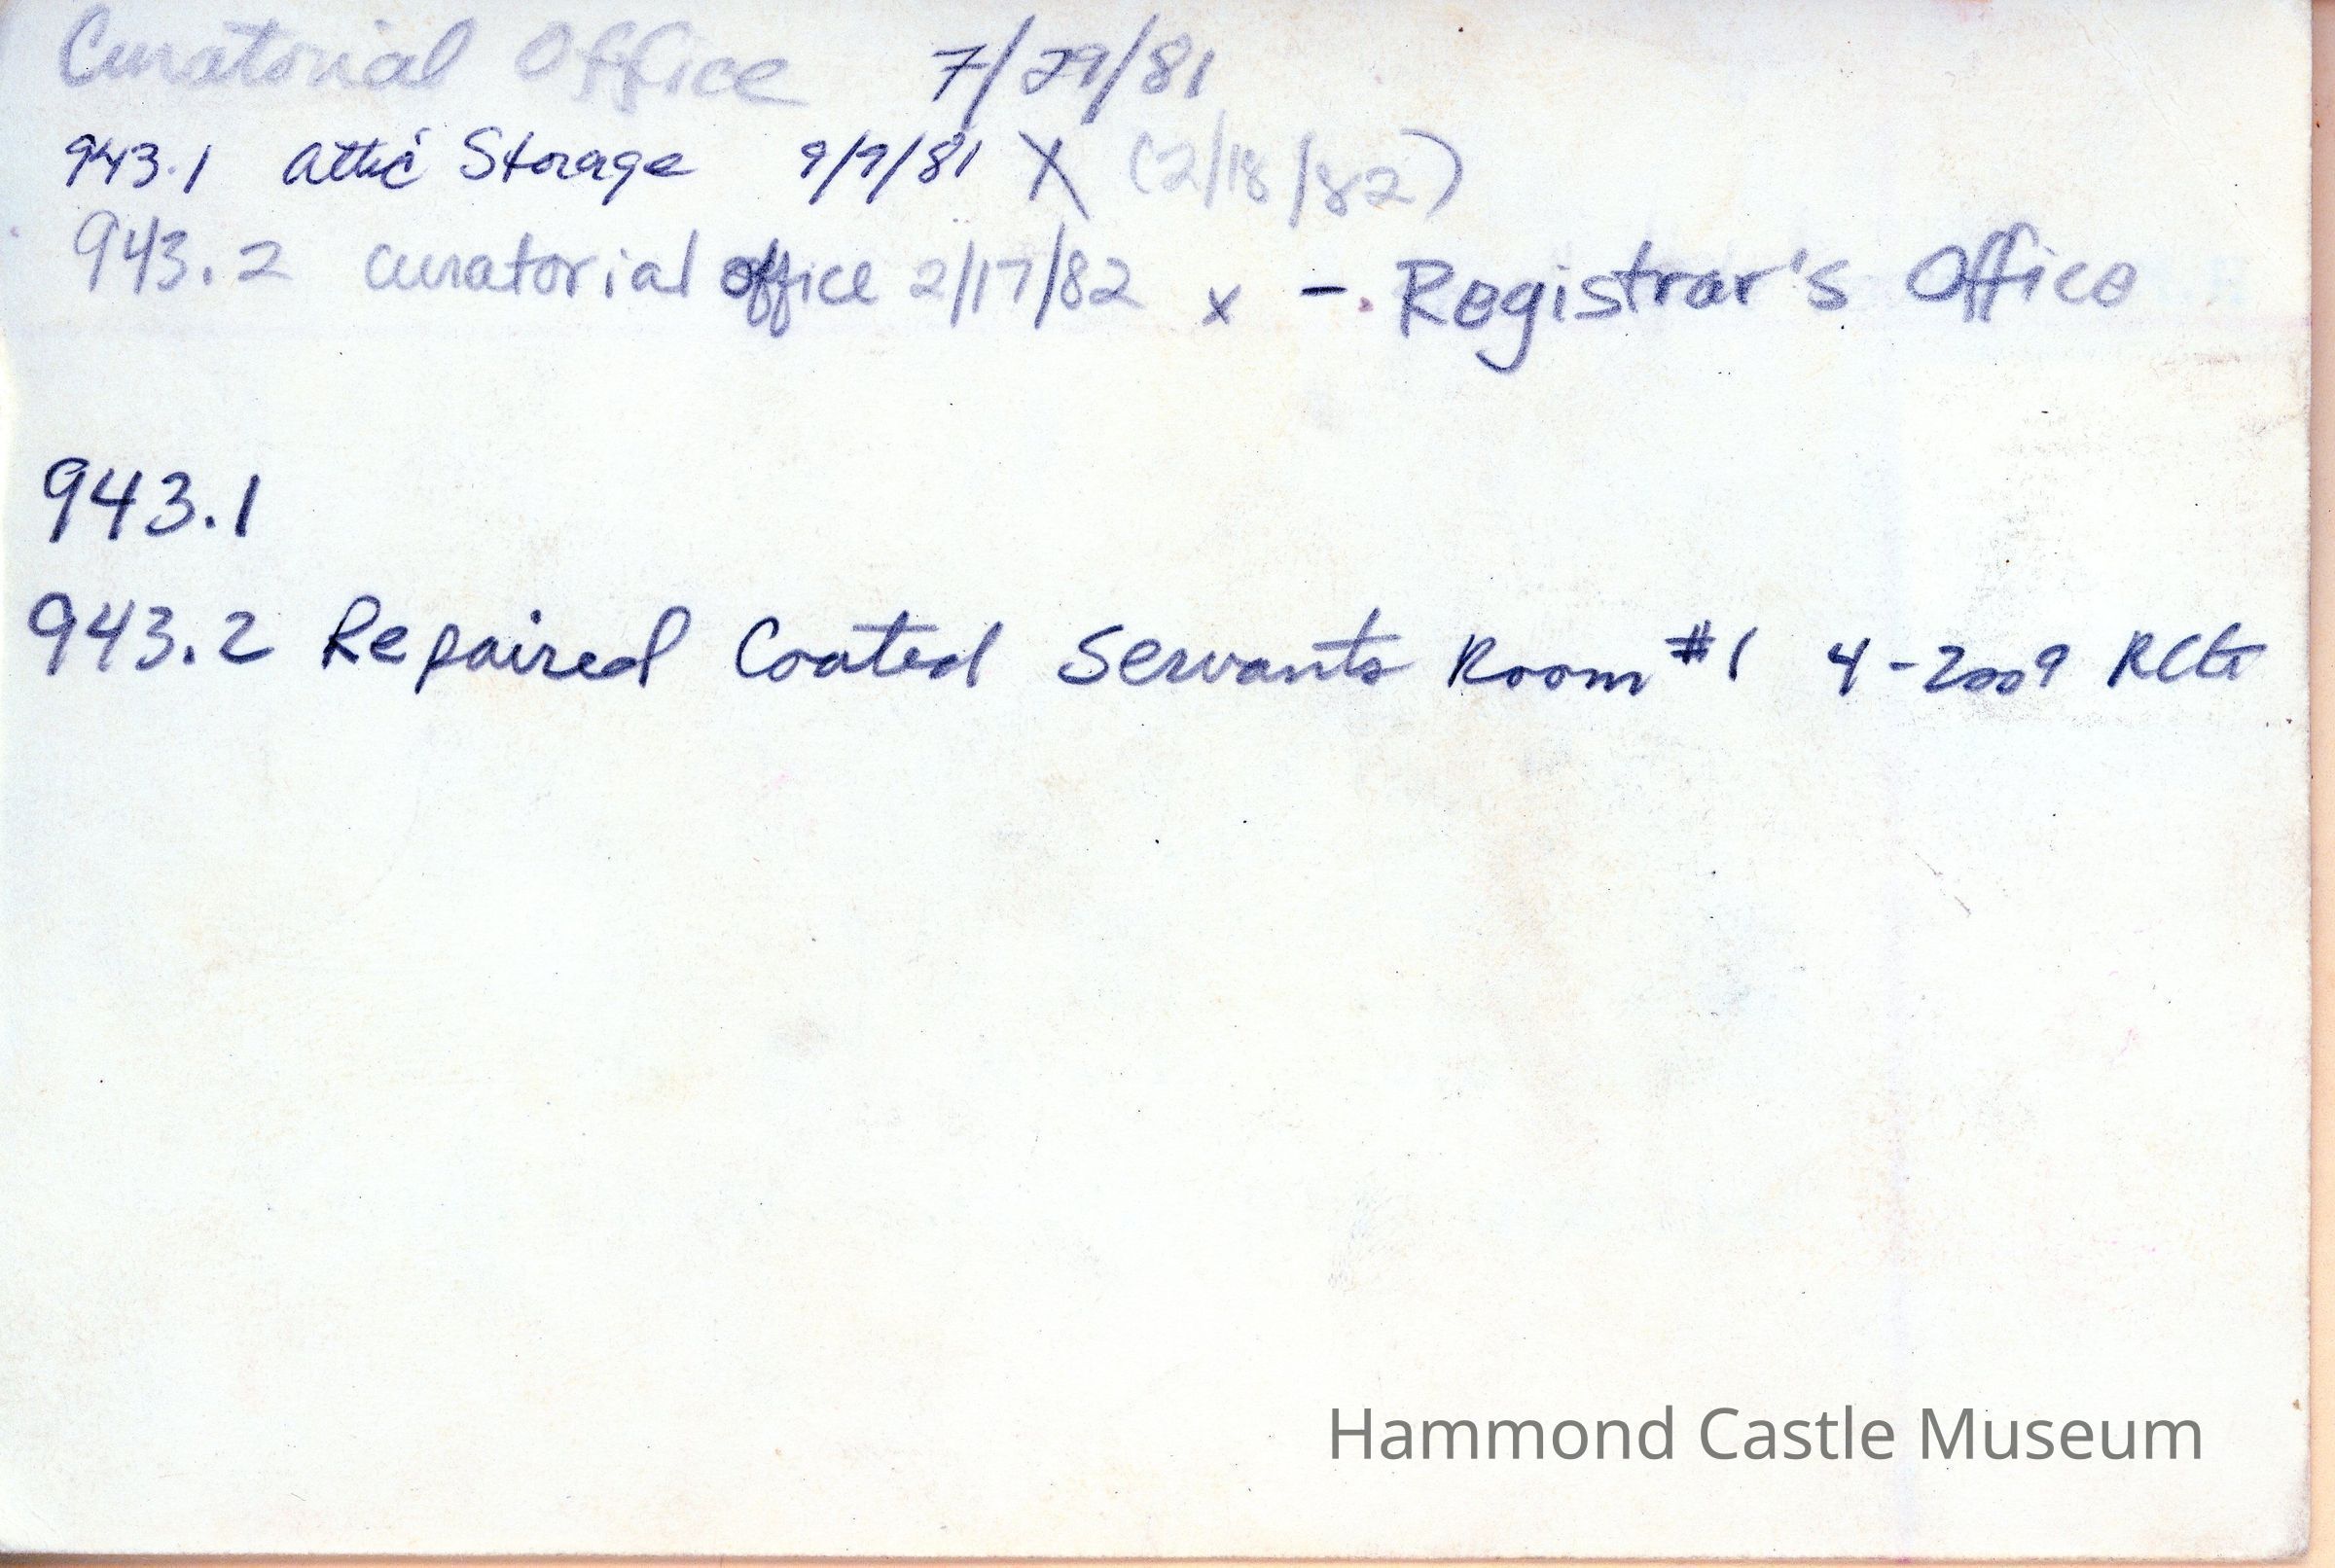 Curatorial Office 7/29/81
943.1 Attic Storage 9/9/81 X (2/18/82)
943.2 curatorial office 2/17/82 x - Registrar's Office
943.1
943.2 Repaired Coated Servants Room #1 4-2009 RCG
Hammond Castle Museum